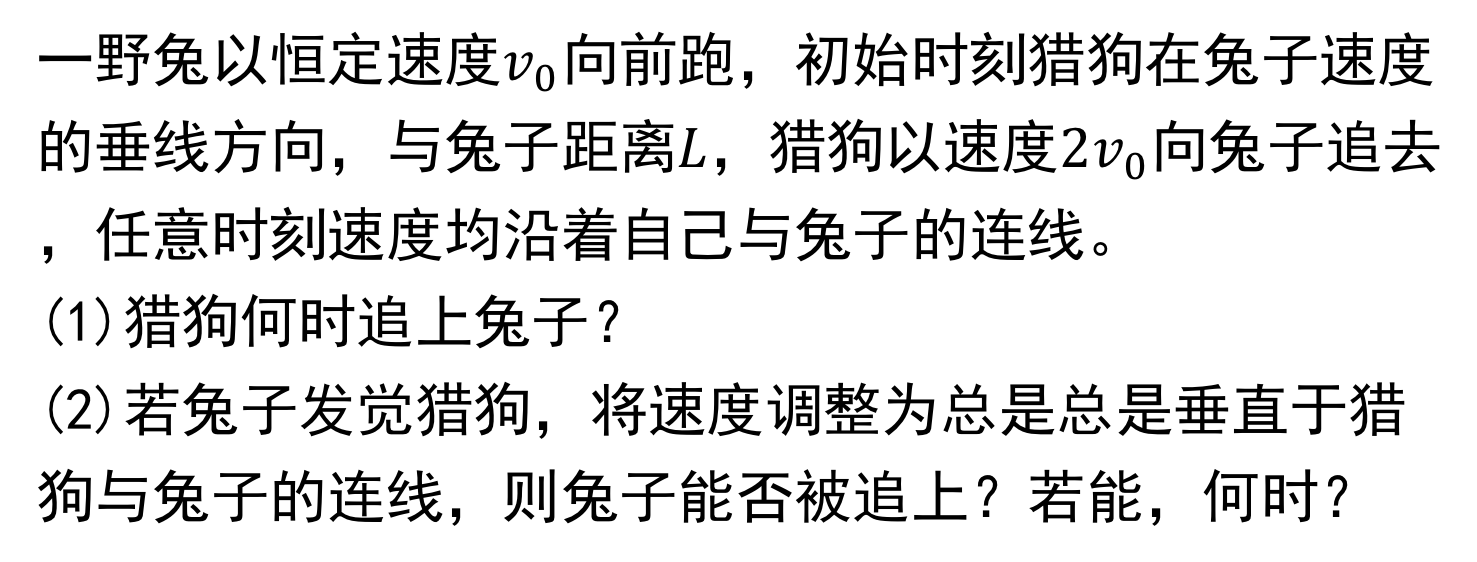 一野兔以恒定速度v₀向前跑，初始时刻猎狗在兔子速度
的垂线方向，与兔子距离L，猎狗以速度2v₀向兔子追去
，任意时刻速度均沿着自己与兔子的连线。
(1)猎狗何时追上兔子？
(2)若兔子发觉猎狗，将速度调整为总是总是垂直于猎
狗与兔子的连线，则兔子能否被追上？若能，何时？